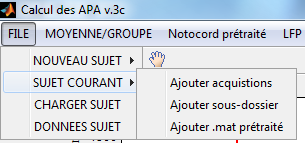 Calcul des APA v.3c
FILE MOYENNE/GROUPE Notocord prétraité LFP
NOUVEAU SUJET
SUJET COURANT Ajouter acquistions
CHARGER SUJET Ajouter sous-dossier
DONNEES SUJET Ajouter .mat prétraité